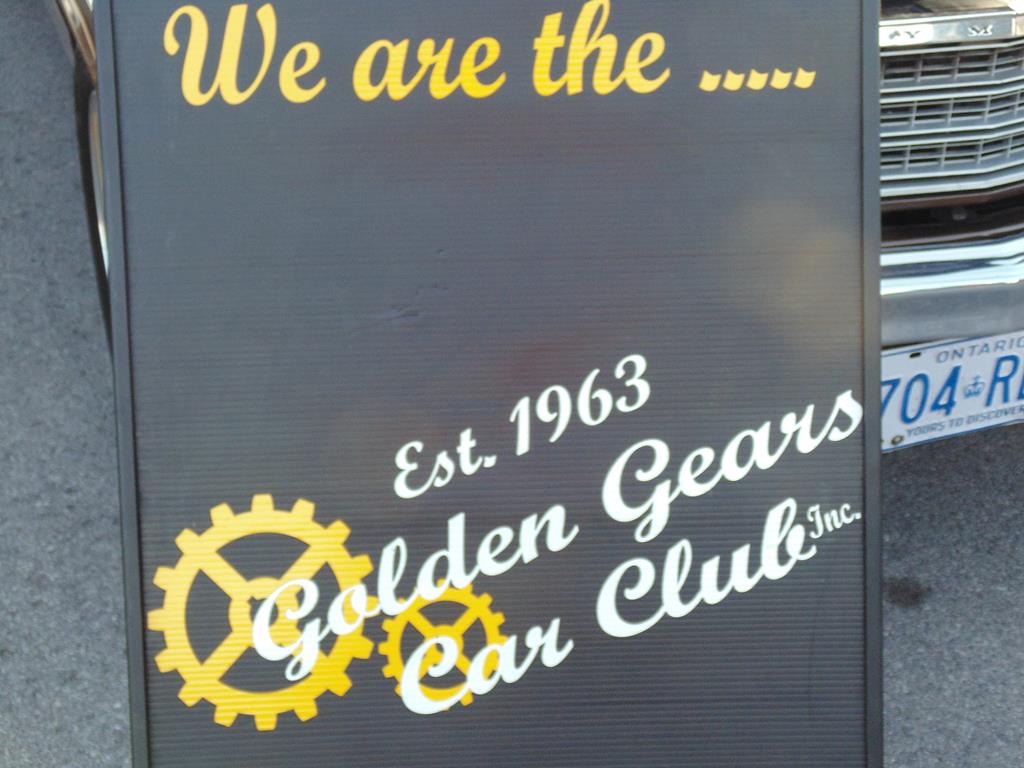 We are the .....
Est. 1963
Golden Gears
Car Club Inc.
ONTARIO
704
YOURS TO DISCOVER